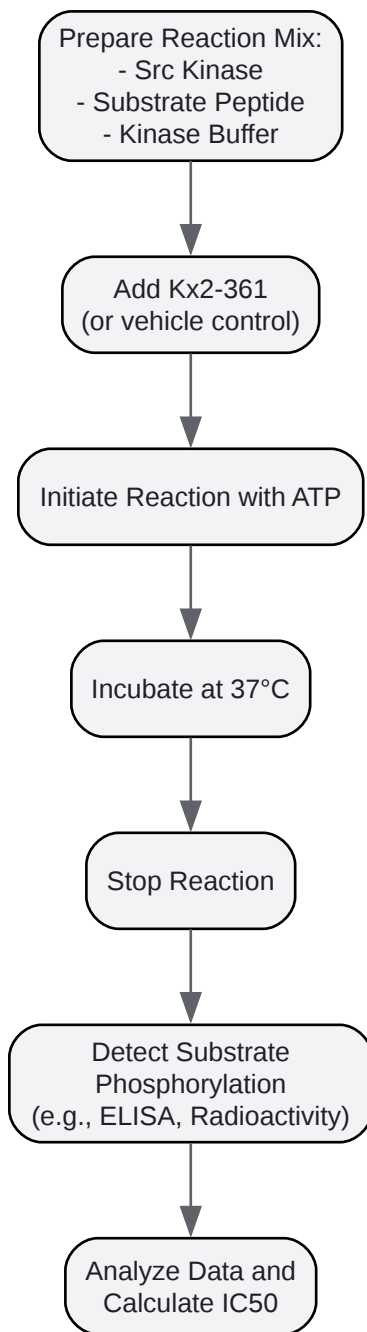 Prepare Reaction Mix:
- Src Kinase
- Substrate Peptide
- Kinase Buffer
Add Kx2-361
(or vehicle control)
Initiate Reaction with ATP
Incubate at 37°C
Stop Reaction
Detect Substrate
Phosphorylation
(e.g., ELISA, Radioactivity)
Analyze Data and
Calculate IC50